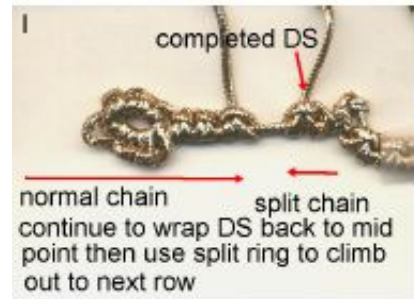 I
completed DS
normal chain split chain
continue to wrap DS back to mid
point then use split ring to climb
out to next row